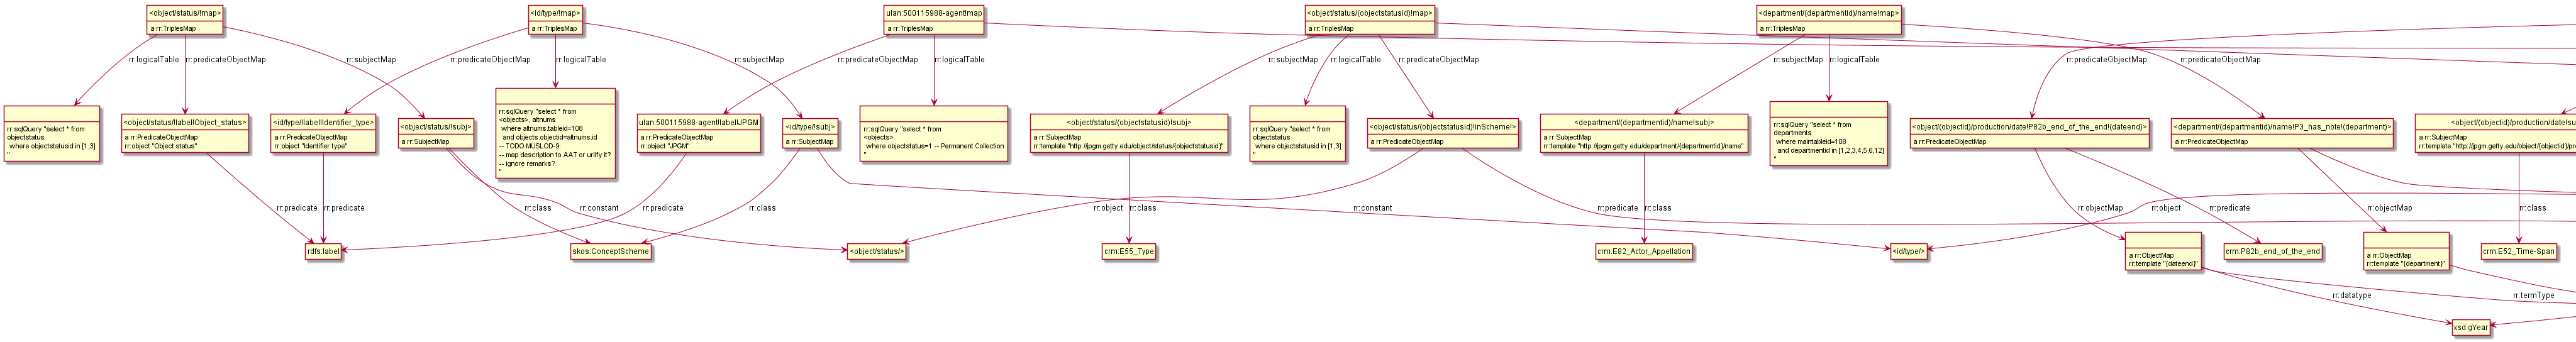 <object/status/!map>
a rr:TriplesMap
<id/type/!map>
a rr:TriplesMap
ulan:500115988-agent!map
a rr:TriplesMap
<object/status/(objectstatusid)!map>
a rr:TriplesMap
<department/(departmentid)/name!map>
a rr:TriplesMap
rr:logicalTable
rr:predicateObjectMap
rr:subjectMap
rr:predicateObjectMap
rr:logicalTable
rr:subjectMap
rr:predicateObjectMap
rr:logicalTable
rr:subjectMap
rr:logicalTable
rr:predicateObjectMap
rr:subjectMap
rr:logicalTable
rr:predicateObjectMap
rr:predicateObjectMap
rr:sqlQuery "select * from
objectstatus
where objectstatusid in [1,3]
"
<object/status/!label!Object_status>
a rr:PredicateObjectMap
rr:object "Object status"
<id/type/!label!Identifier_type>
a rr:PredicateObjectMap
rr:object "Identifier type"
<object/status/!subj>
a rr:SubjectMap
rr:sqlQuery "select * from
<objects>, altnums
where altnums.tableid=108
and objects.objectid=altnums.id
-- TODO MUSLOD-9:
-- map description to AAT or urlify it?
-- ignore remarks?
"
ulan:500115988-agent!label!JPGM
a rr:PredicateObjectMap
rr:object "JPGM"
<id/type/!subj>
a rr:SubjectMap
rr:sqlQuery "select * from
<objects>
where objectstatus=1 -- Permanent Collection
"
<object/status/(objectstatusid)!subj>
a rr:SubjectMap
rr:template "http://jpgm.getty.edu/object/status/{objectstatusid}"
rr:sqlQuery "select * from
objectstatus
where objectstatusid in [1,3]
"
<object/status/(objectstatusid)!inScheme!>
a rr:PredicateObjectMap
<department/(departmentid)/name!subj>
a rr:SubjectMap
rr:template "http://jpgm.getty.edu/department/{departmentid}/name"
rr:sqlQuery "select * from
departments
where maintableid=108
and departmentid in [1,2,3,4,5,6,12]
"
<object/(objectid)/production/date!P82b_end_of_the_end!(dateend)>
a rr:PredicateObjectMap
<department/(departmentid)/name!P3_has_note!(department)>
a rr:PredicateObjectMap
<object/(objectid)/production/date!su
a rr:SubjectMap
rr:template "http://jpgm.getty.edu/object/{objectid}/pr
rr:predicate
rr:predicate
rr:class
rr:constant
rr:predicate
rr:class
rr:object
rr:class
rr:constant
rr:predicate
rr:class
rr:objectMap
rr:object
rr:predicate
rr:objectMap
rr:class
rdfs:label
skos:ConceptScheme
<object/status/>
crm:E55_Type
crm:E82_Actor_Appellation
<id/type/>
a rr:ObjectMap
rr:template "{dateend}"
crm:P82b_end_of_the_end
a rr:ObjectMap
rr:template "{department}"
crm:E52_Time-Span
rr:datatype
rr:termType
xsd:gYear